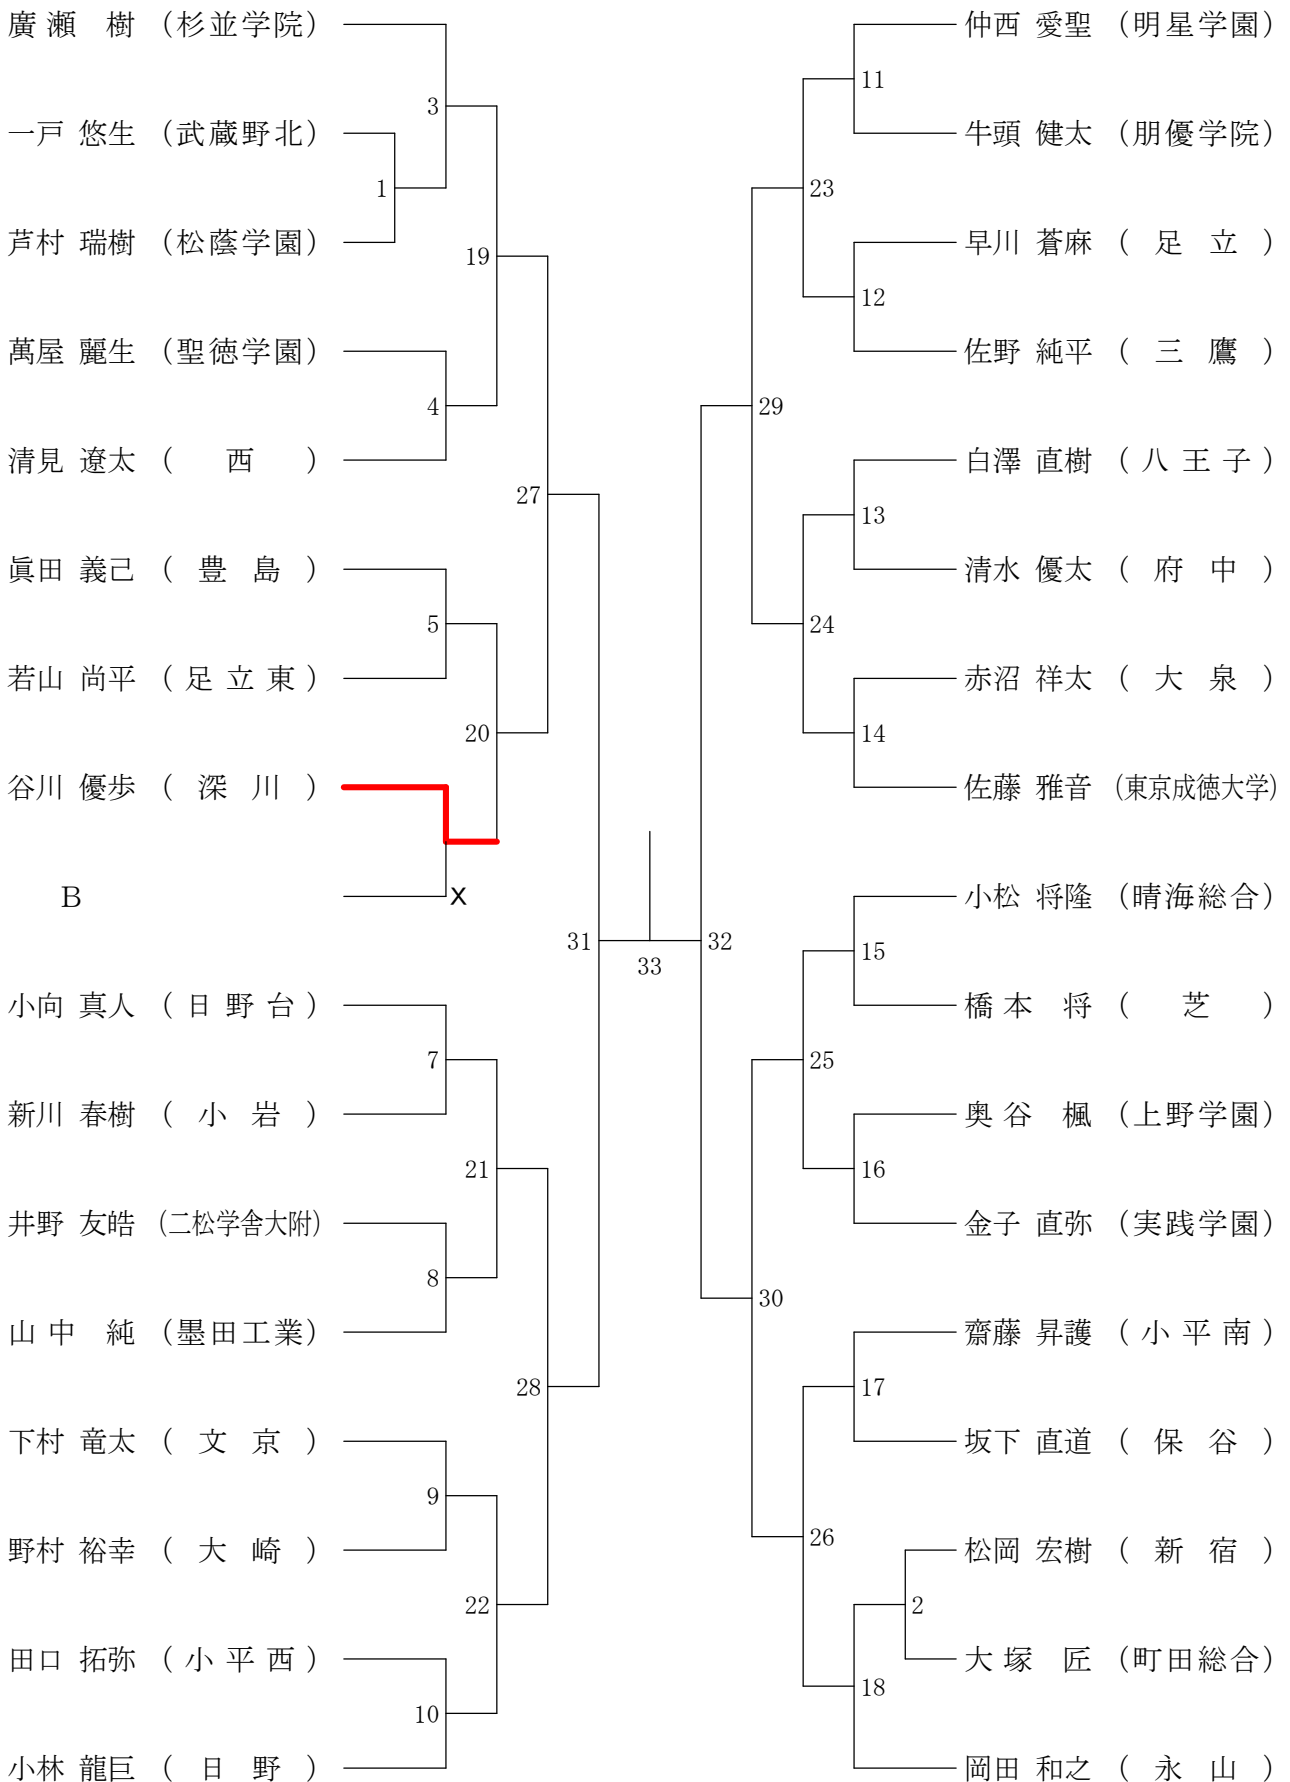 廣瀬 樹 (杉並学院)
3
一戸 悠生 (武蔵野北)
1
芦村 瑞樹 (松蔭学園)
19
萬屋 麗生 (聖徳学園)
4
清見 遼太 (西)
27
眞田 義己 (豊島)
5
若山 尚平 (足立東)
20
谷川 優歩 (深川)
B
X
31
33
小向 真人 (日野台)
7
新川 春樹 (小岩)
21
井野 友皓 (二松学舎大附)
8
山中 純 (墨田工業)
28
下村 竜太 (文京)
9
野村 裕幸 (大崎)
22
田口 拓弥 (小平西)
10
小林 龍巨 (日野)
仲西 愛聖 (明星学園)
11
牛頭 健太 (朋優学院)
23
早川 蒼麻 (足立)
12
佐野 純平 (三鷹)
29
白澤 直樹 (八王子)
13
清水 優太 (府中)
24
赤沼 祥太 (大泉)
14
佐藤 雅音 (東京成徳大学)
小松 将隆 (晴海総合)
32
15
橋本 将 (芝)
25
奥谷 楓 (上野学園)
16
金子 直弥 (実践学園)
30
齋藤 昇護 (小平南)
17
坂下 直道 (保谷)
26
松岡 宏樹 (新宿)
2
大塚 匠 (町田総合)
18
岡田 和之 (永山)